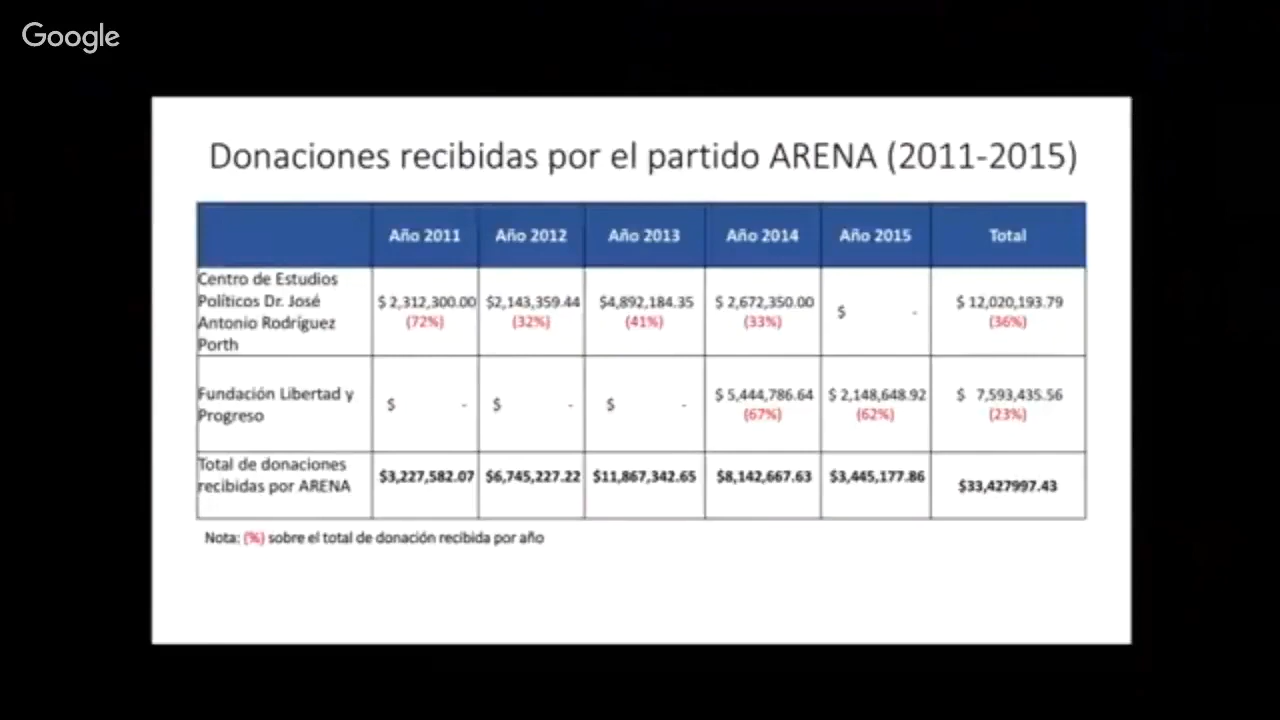 Google
Donaciones recibidas por el partido ARENA (2011-2015)
Año 2011 Año 2012 Año 2013 Año 2014 Año 2015 Total
Centro de Estudios
Políticos Dr. José
Antonio Rodríguez
Porth
$ 2,312,300.00 $2,143,359.44 $4,892,184.35 $ 2,672,350.00 $ - $ 12,020,193.79
(72%) (32%) (41%) (33%) (36%)
Fundación Libertad y
Progreso
$ - $ - $ - $ 5,444,786.64 $ 2,148,648.92 $ 7,593,435.56
(67%) (62%) (23%)
Total de donaciones
recibidas por ARENA
$3,227,582.07 $6,745,227.22 $11,867,342.65 $8,142,667.63 $3,445,177.86 $33,427997.43
Nota: (%) sobre el total de donación recibida por año